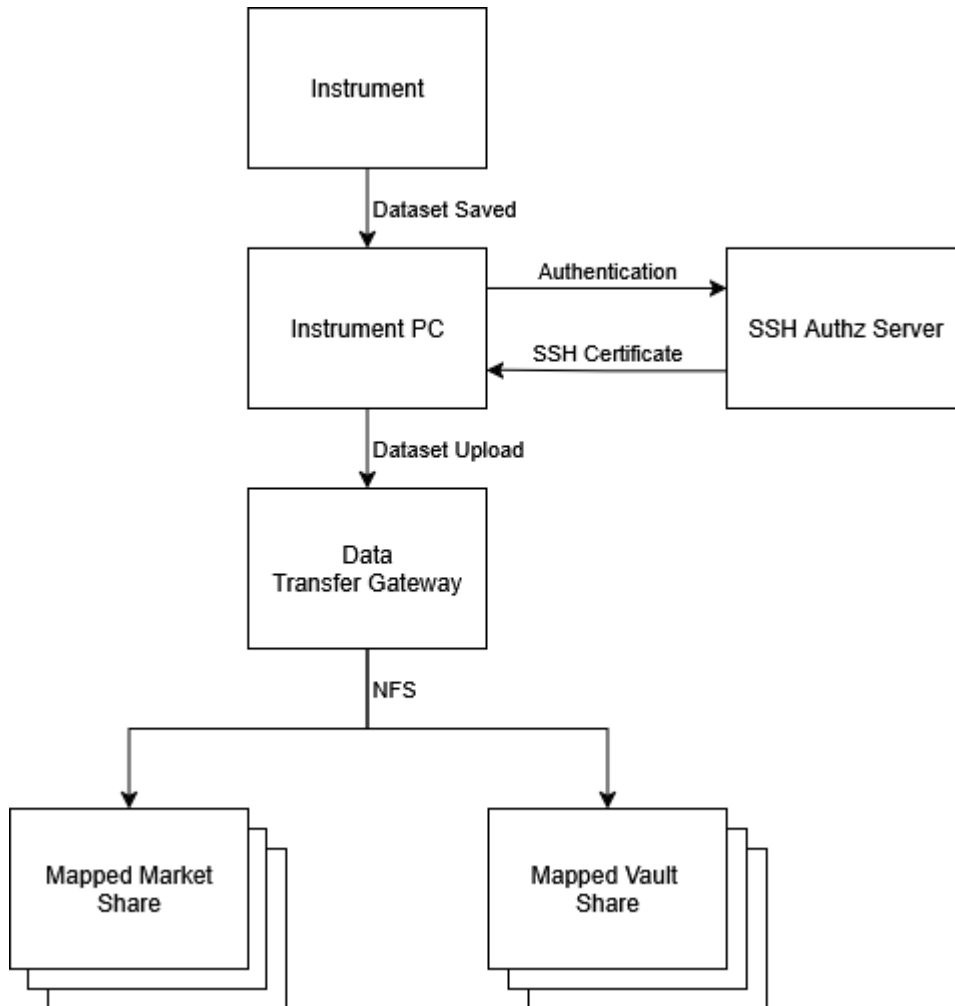 Instrument
Dataset Saved
Authentication
Instrument PC
SSH Authz Server
SSH Certificate
Dataset Upload
Data
Transfer Gateway
NFS
Mapped Market
Share
Mapped Vault
Share